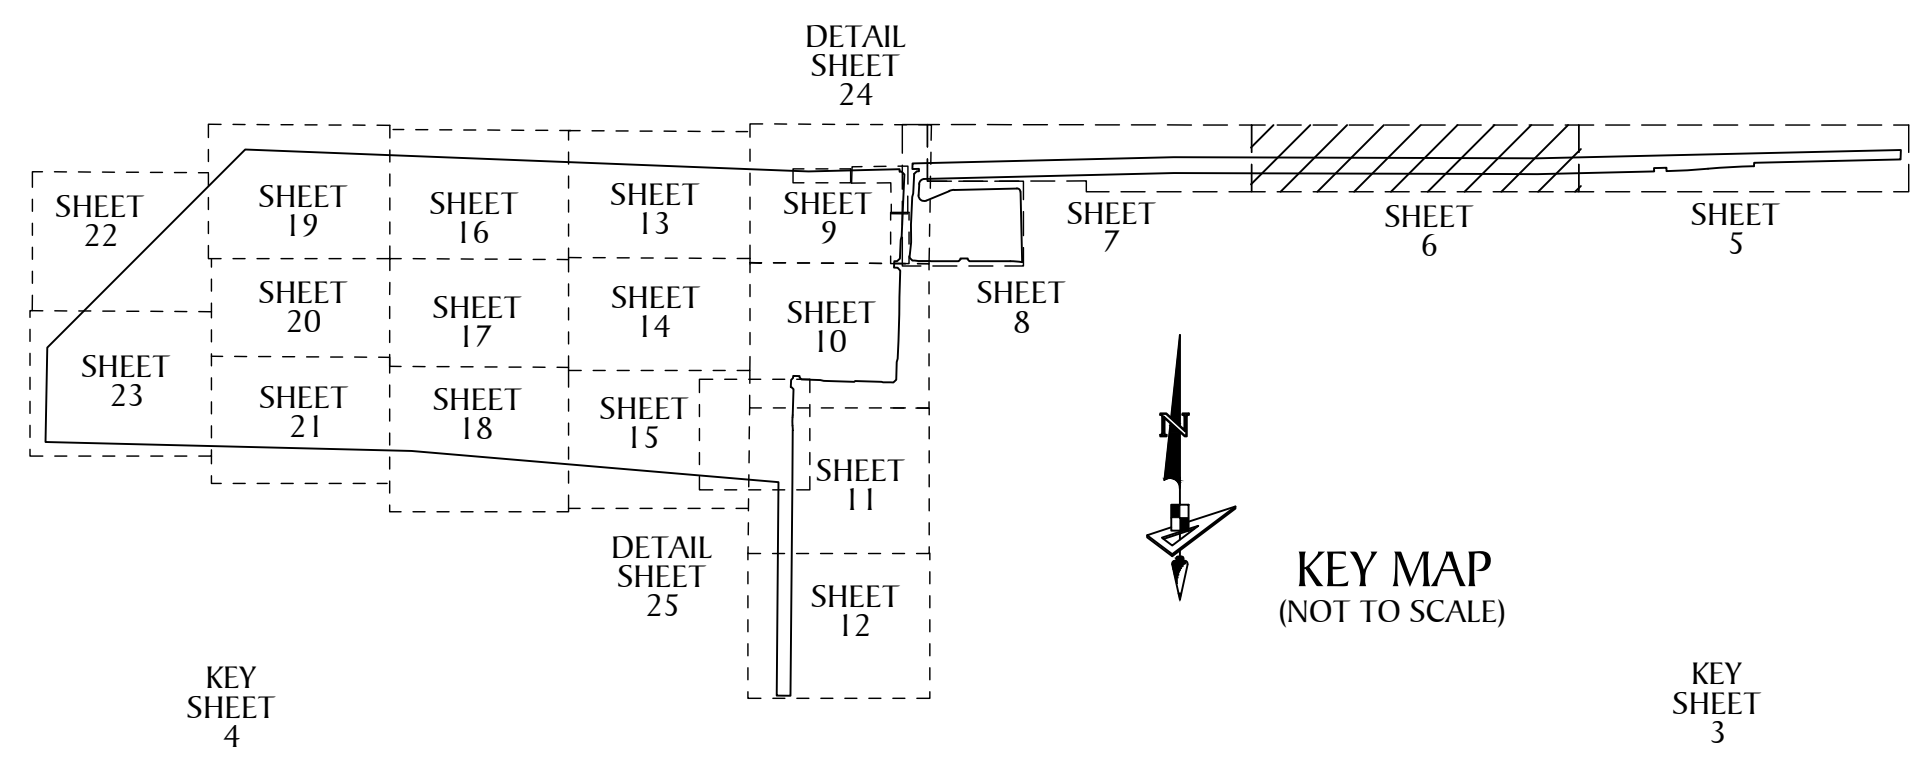 DETAIL
SHEET
24
SHEET
22
SHEET
19
SHEET
16
SHEET
13
SHEET
9
SHEET
7
SHEET
6
SHEET
5
SHEET
20
SHEET
17
SHEET
14
SHEET
10
SHEET
8
SHEET
23
SHEET
21
SHEET
18
SHEET
15
SHEET
11
N
DETAIL
SHEET
25
SHEET
12
KEY MAP
(NOT TO SCALE)
KEY
SHEET
4
KEY
SHEET
3